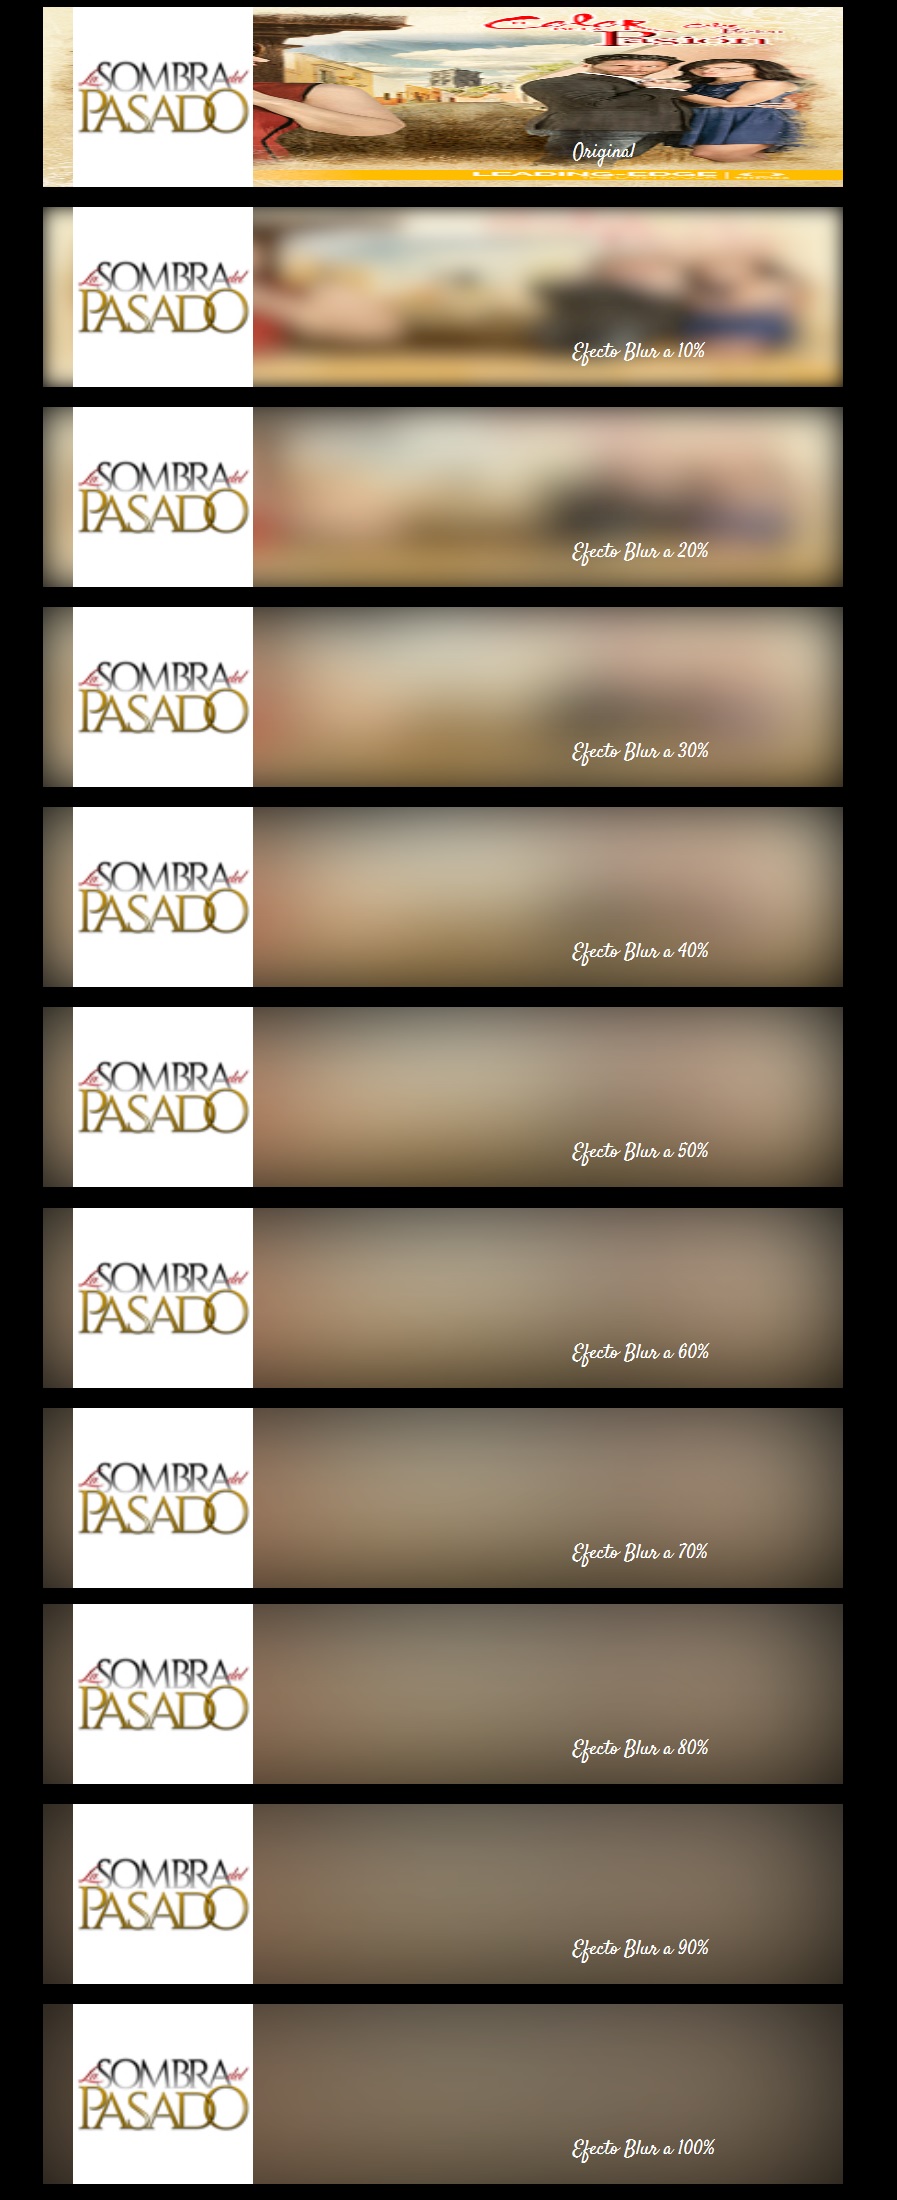 La SOMBRA del
PASADO
Calor
Pasión
Original
LEADING-EDGE
La SOMBRA del
PASADO
Efecto Blur a 10%
La SOMBRA del
PASADO
Efecto Blur a 20%
La SOMBRA del
PASADO
Efecto Blur a 30%
La SOMBRA del
PASADO
Efecto Blur a 40%
La SOMBRA del
PASADO
Efecto Blur a 50%
La SOMBRA del
PASADO
Efecto Blur a 60%
La SOMBRA del
PASADO
Efecto Blur a 70%
La SOMBRA del
PASADO
Efecto Blur a 80%
La SOMBRA del
PASADO
Efecto Blur a 90%
La SOMBRA del
PASADO
Efecto Blur a 100%